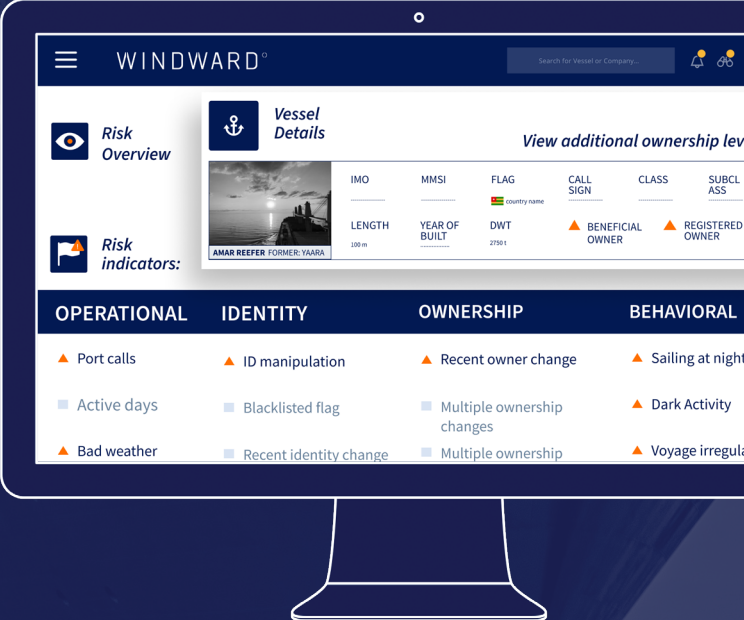 WINDWARD
Search for Vessel or Company...
Risk
Overview
Vessel
Details
View additional ownership lev
IMO
MMSI
FLAG
country name
CALL
SIGN
CLASS
SUBCL
ASS
LENGTH
100 m
YEAR OF
BUILT
DWT
2750 t
BENEFICIAL
OWNER
REGISTERED
OWNER
AMAR REEFER FORMER: YAARA
Risk
indicators:
OPERATIONAL
IDENTITY
OWNERSHIP
BEHAVIORAL
Port calls
ID manipulation
Recent owner change
Sailing at night
Active days
Blacklisted flag
Multiple ownership
changes
Dark Activity
Bad weather
Recent identity change
Multiple ownership
Voyage irregula